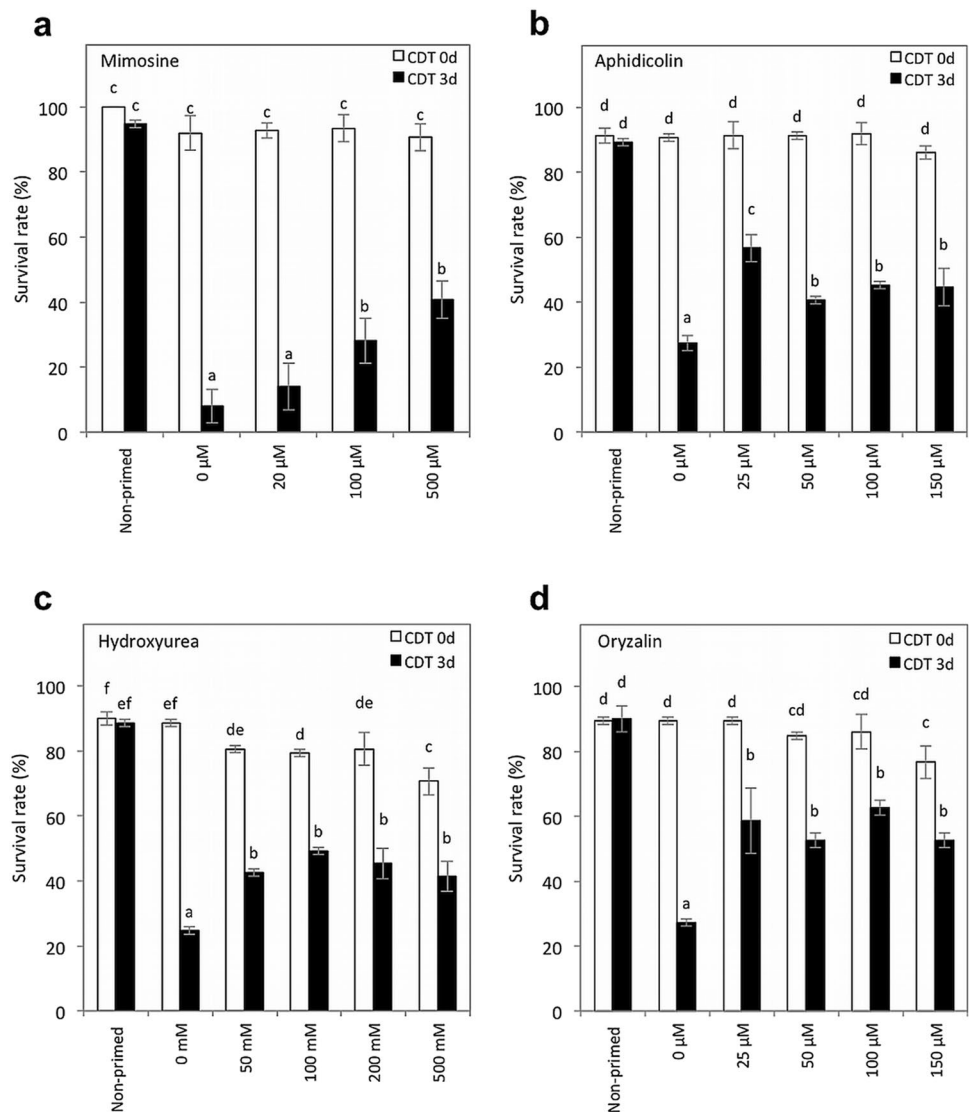 a
Mimosine
CDT 0d
CDT 3d
Survival rate (%)
100
80
60
40
20
0
c c c c c c
a a b b
Non-primed
0 µM
20 µM
100 µM
500 µM
b
Aphidicolin
CDT 0d
CDT 3d
Survival rate (%)
100
80
60
40
20
0
d d d d d d d
a c b b b
Non-primed
0 µM
25 µM
50 µM
100 µM
150 µM
c
Hydroxyurea
CDT 0d
CDT 3d
Survival rate (%)
100
80
60
40
20
0
f ef ef de d de c
a b b b b
Non-primed
0 mM
50 mM
100 mM
200 mM
500 mM
d
Oryzalin
CDT 0d
CDT 3d
Survival rate (%)
100
80
60
40
20
0
d d d d cd cd c
a b b b b
Non-primed
0 µM
25 µM
50 µM
100 µM
150 µM